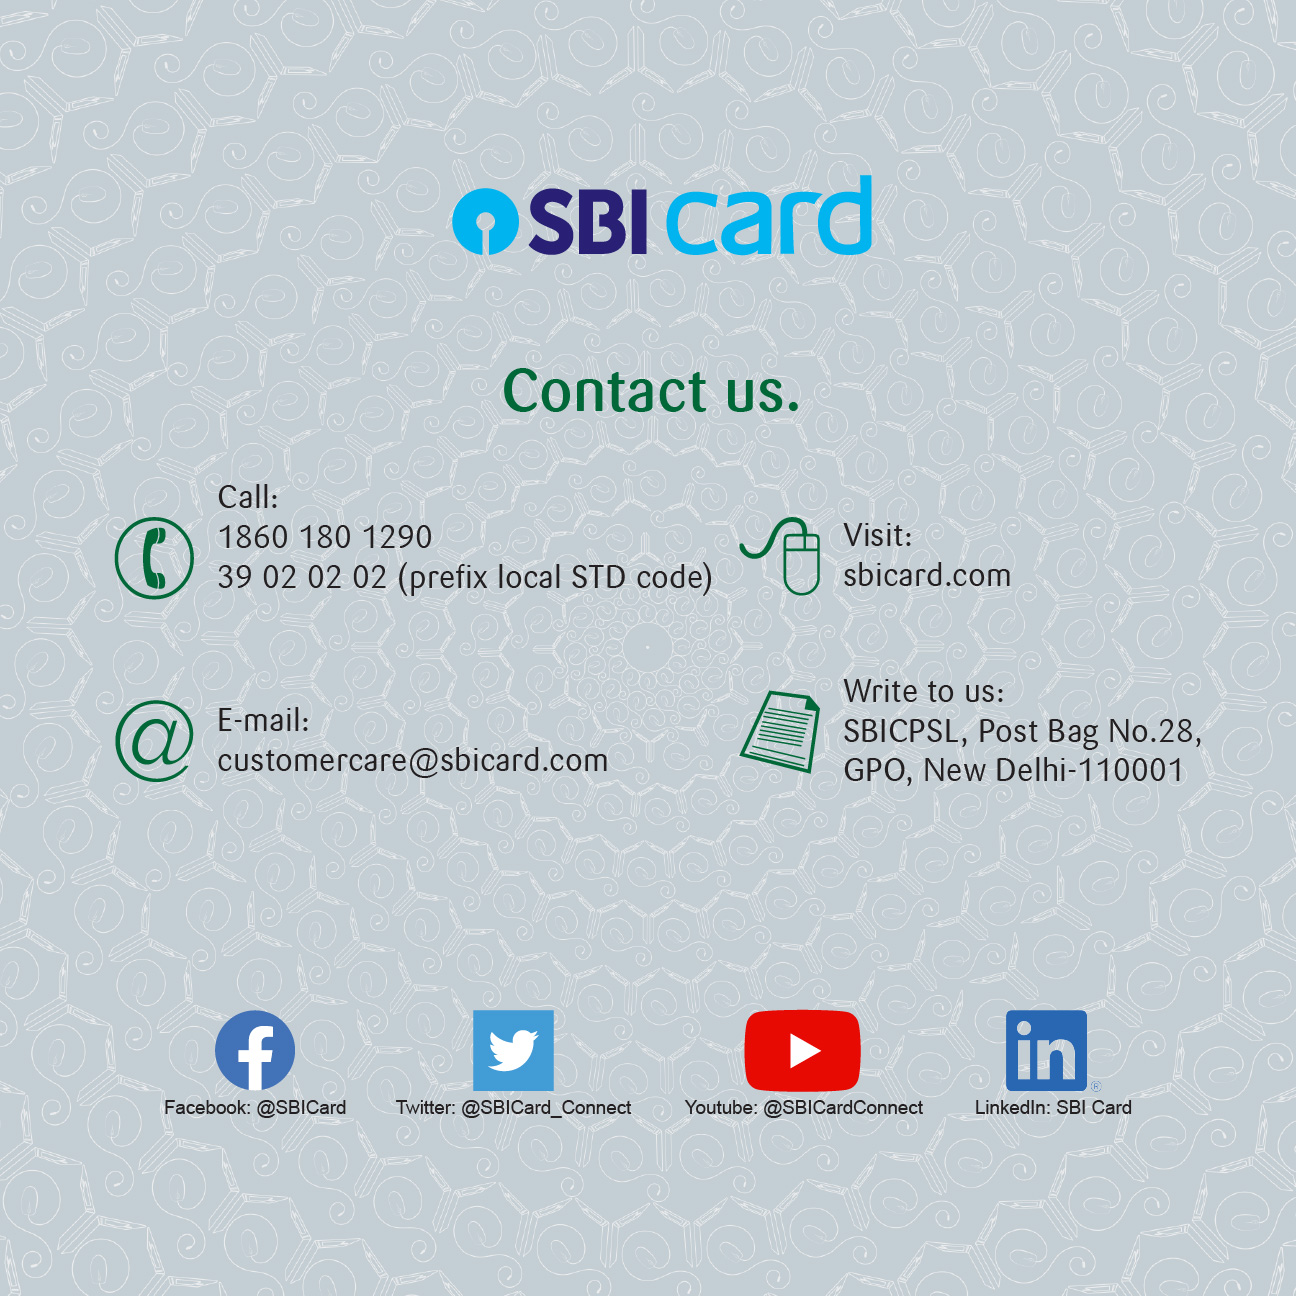 SBI card
Contact us.
Call:
1860 180 1290
39 02 02 02 (prefix local STD code)
Visit:
sbicard.com
E-mail:
customercare@sbicard.com
Write to us:
SBICPSL, Post Bag No.28,
GPO, New Delhi-110001
Facebook: @SBICard
Twitter: @SBICard_Connect
Youtube: @SBICardConnect
LinkedIn: SBI Card